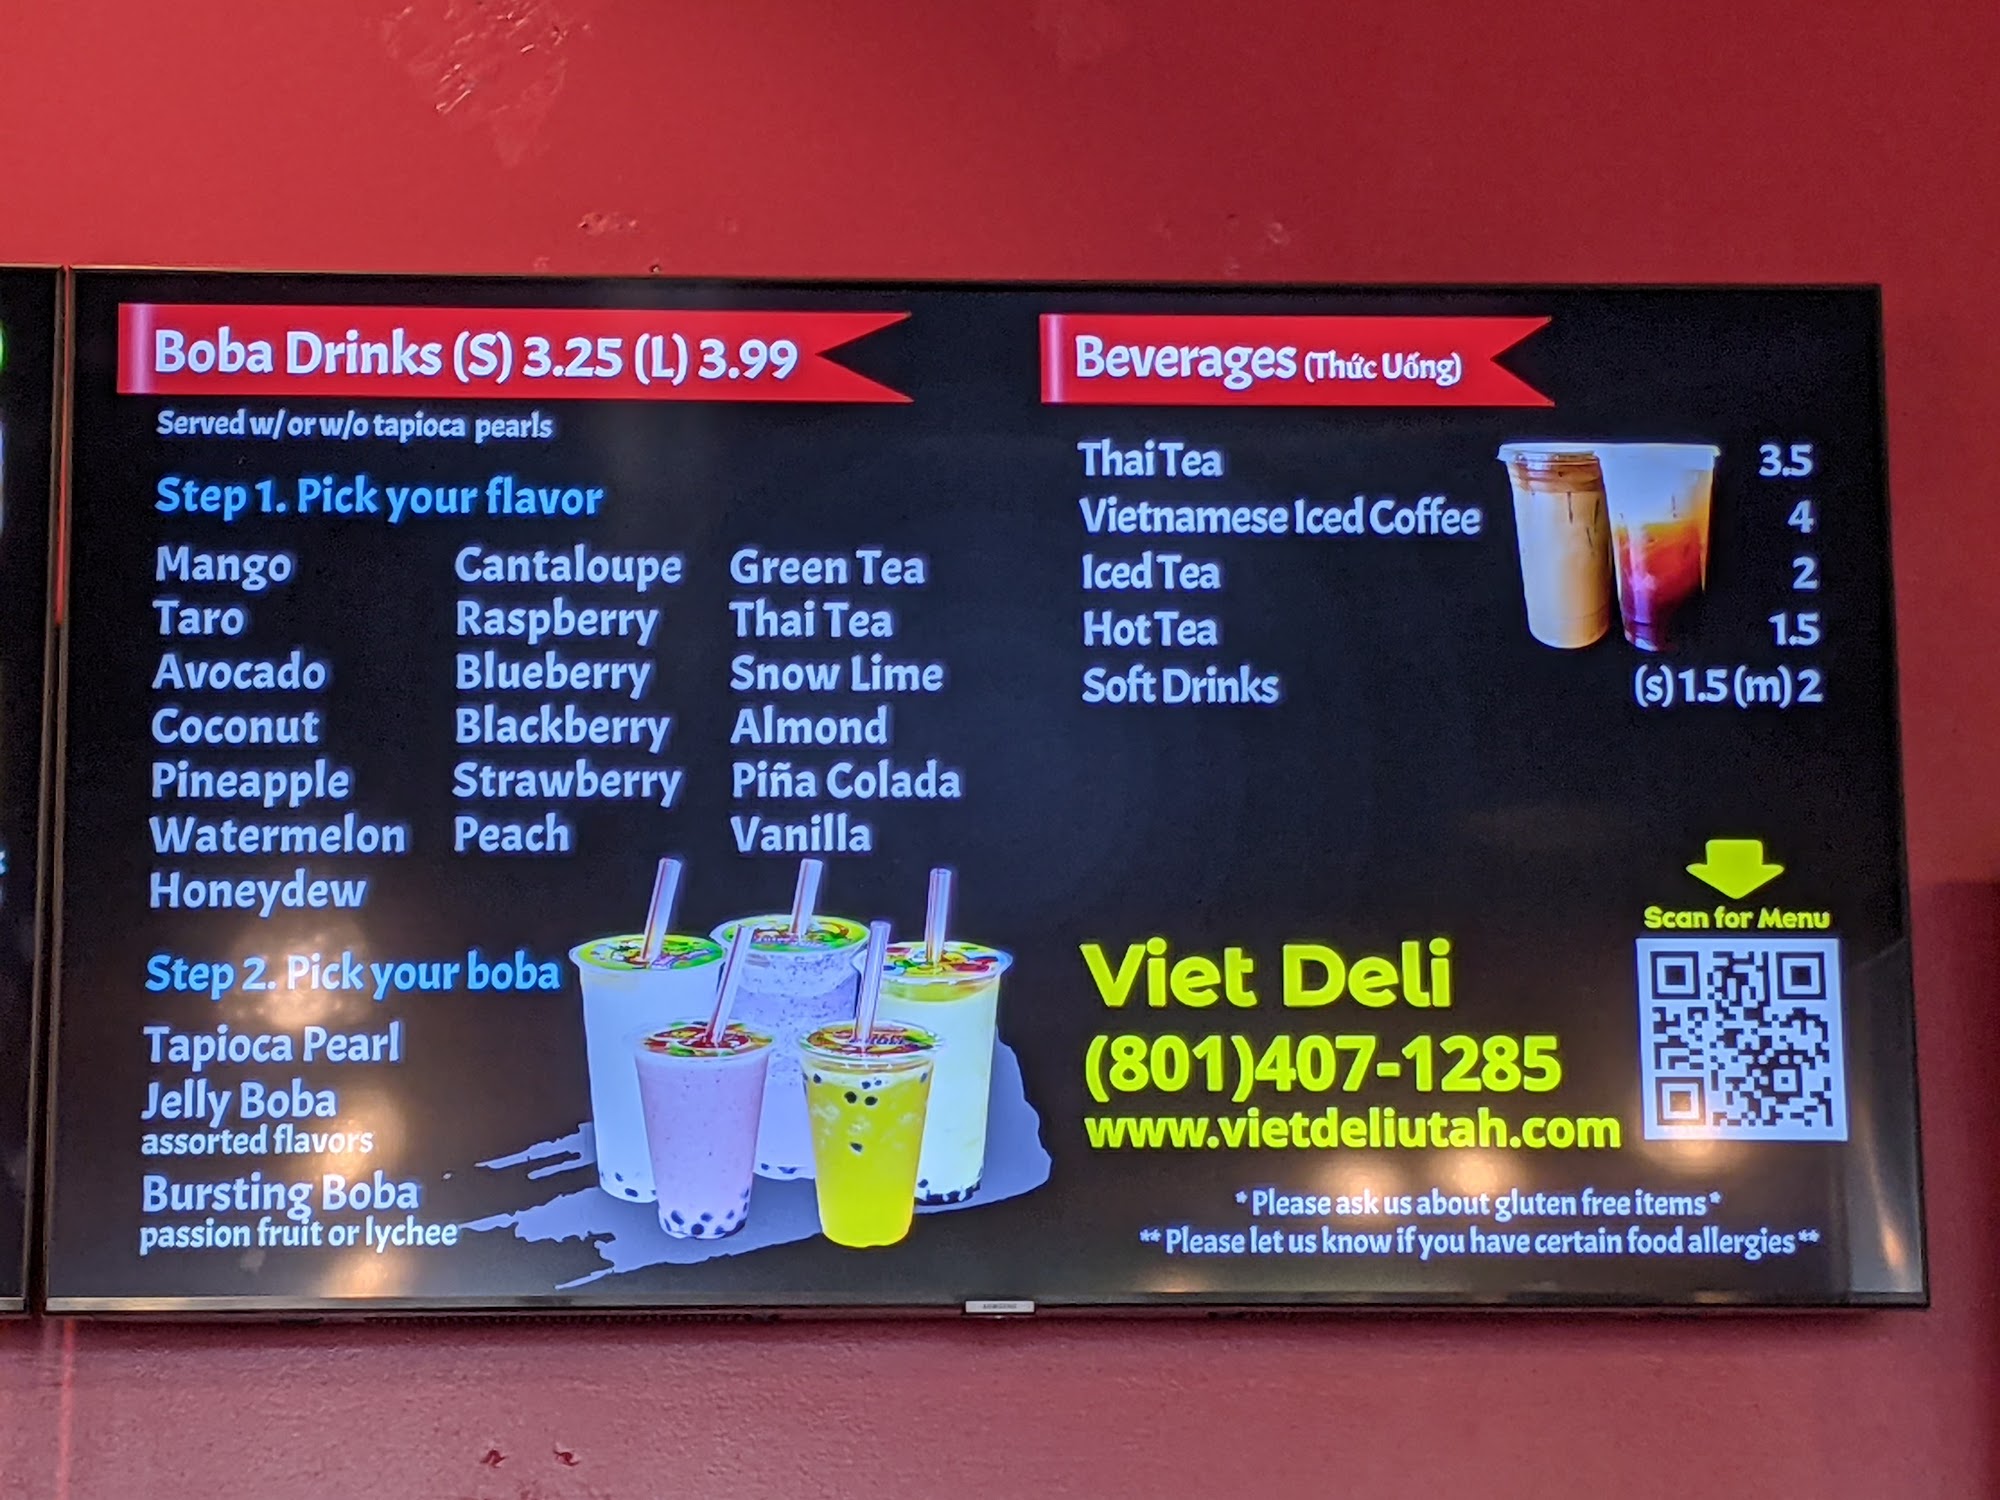 Boba Drinks (S) 3.25 (L) 3.99
Served w/ or w/o tapioca pearls
Step 1. Pick your flavor
Mango
Taro
Avocado
Coconut
Pineapple
Watermelon
Honeydew
Cantaloupe
Raspberry
Blueberry
Blackberry
Strawberry
Peach
Green Tea
Thai Tea
Snow Lime
Almond
Piña Colada
Vanilla
Step 2. Pick your boba
Tapioca Pearl
Jelly Boba
assorted flavors
Bursting Boba
passion fruit or lychee
Beverages (Thức Uống)
Thai Tea 3.5
Vietnamese Iced Coffee 4
Iced Tea 2
Hot Tea 1.5
Soft Drinks (s) 1.5 (m) 2
Scan for Menu
Viet Deli
(801)407-1285
www.vietdeliutah.com
* Please ask us about gluten free items*
** Please let us know if you have certain food allergies **
SAMSUNG